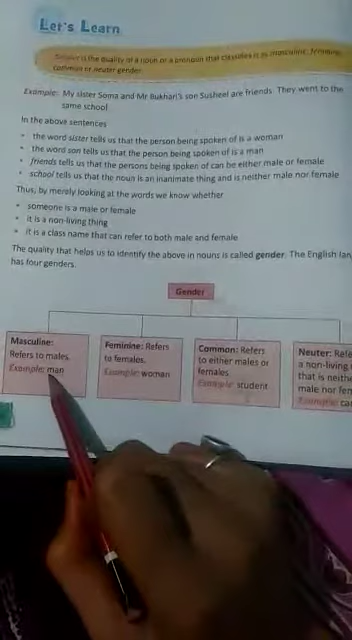 Let's Learn
Gender is the quality of a noun or a pronoun that classifies it as masculine, feminine,
common or neuter gender.
Example: My sister Soma and Mr Bukhari's son Susheel are friends. They went to the
same school
In the above sentences
• the word sister tells us that the person being spoken of is a woman
• the word son tells us that the person being spoken of is a man
• friends tells us that the persons being spoken of can be either male or female
• school tells us that the noun is an inanimate thing and is neither male nor female
Thus, by merely looking at the words we know whether
• someone is a male or female
• it is a non-living thing
• it is a class name that can refer to both male and female
The quality that helps us to identify the above in nouns is called gender. The English lan
has four genders.
Gender
Masculine:
Refers to males.
Example: man
Feminine: Refers
to females.
Example: woman
Common: Refers
to either males or
females.
Example: student
Neuter: Refe
a non-living
that is neith
male nor fem
Example: ca